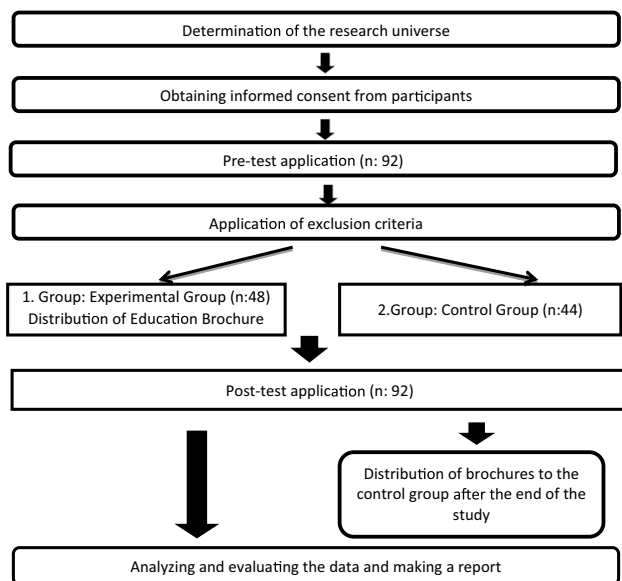 Determination of the research universe
Obtaining informed consent from participants
Pre-test application (n: 92)
Application of exclusion criteria
1. Group: Experimental Group (n:48)
Distribution of Education Brochure
2.Group: Control Group (n:44)
Post-test application (n: 92)
Distribution of brochures to the
control group after the end of the
study
Analyzing and evaluating the data and making a report